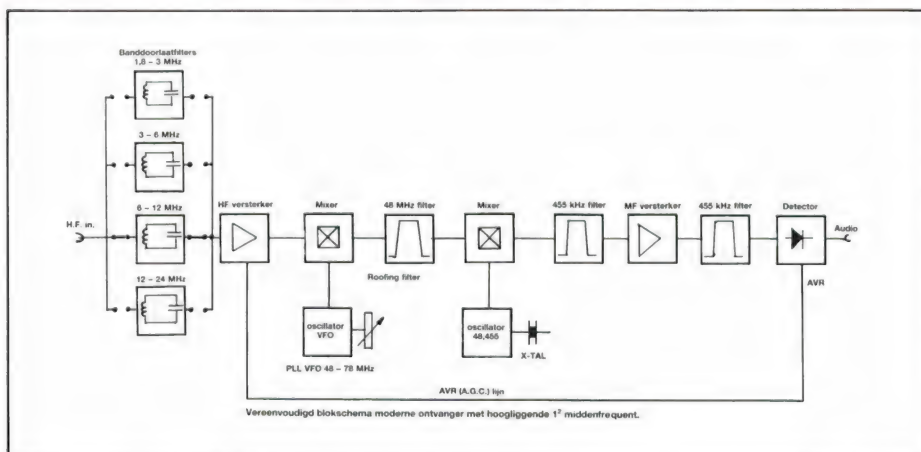 Banddoorlaatfilters
1,8 – 3 MHz
3 – 6 MHz
6 – 12 MHz
12 – 24 MHz
H.F. in.
HF versterker
Mixer
48 MHz filter
Mixer
455 kHz filter
MF versterker
455 kHz filter
Detector
Audio
Roofing filter
AVR
oscillator
VFO
oscillator
48,455
X-TAL
PLL VFO 48 – 78 MHz
AVR (A.G.C.) lijn
Vereenvoudigd blokschema moderne ontvanger met hoogliggende 1² middenfrequent.